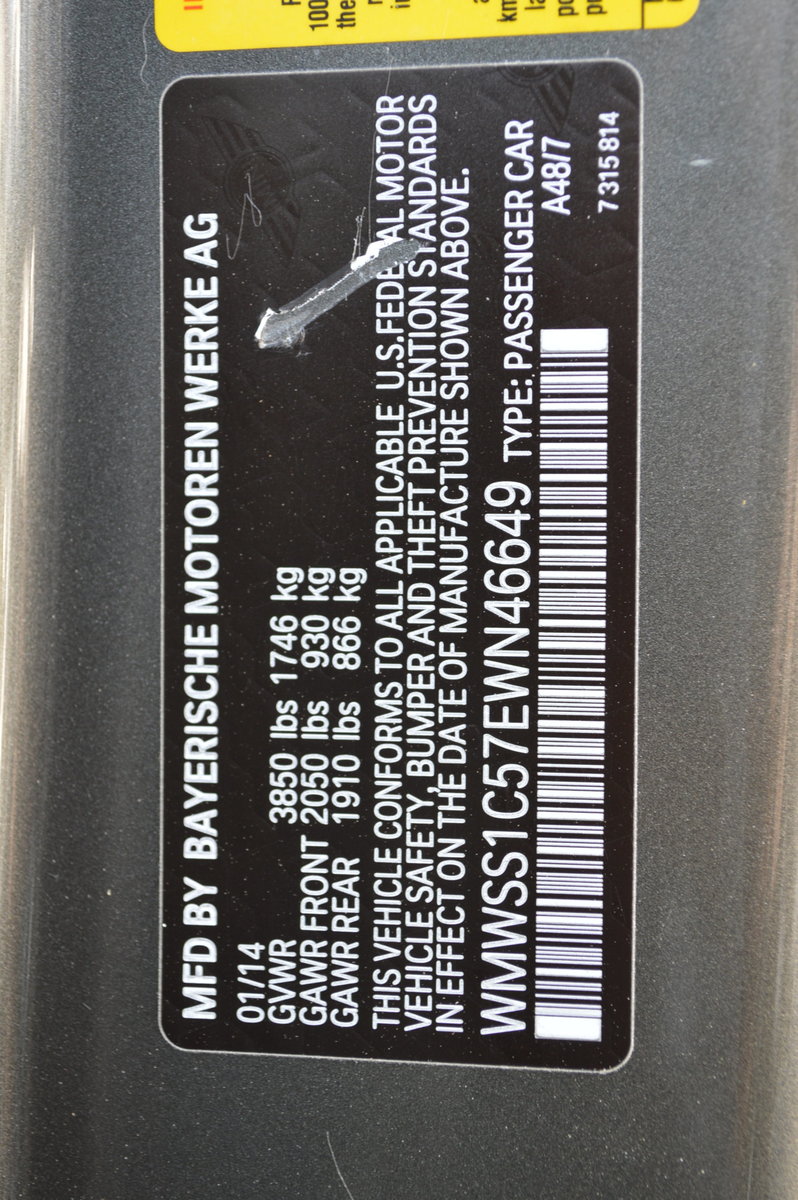 MFD BY BAYERISCHE MOTOREN WERKE AG
01/14
GVWR 3850 lbs 1746 kg
GAWR FRONT 2050 lbs 930 kg
GAWR REAR 1910 lbs 866 kg
THIS VEHICLE CONFORMS TO ALL APPLICABLE U.S.FEDERAL MOTOR
VEHICLE SAFETY, BUMPER AND THEFT PREVENTION STANDARDS
IN EFFECT ON THE DATE OF MANUFACTURE SHOWN ABOVE.
WMWSS1C57EWN46649 TYPE: PASSENGER CAR
A48/7
7 315 814
100
the
km